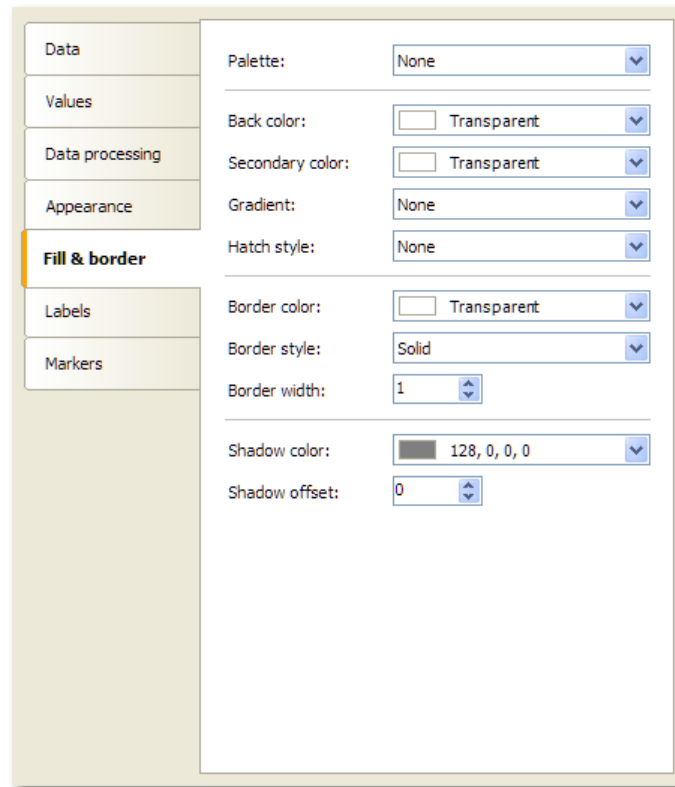 Data
Values
Data processing
Appearance
Fill & border
Labels
Markers
Palette: None
Back color: Transparent
Secondary color: Transparent
Gradient: None
Hatch style: None
Border color: Transparent
Border style: Solid
Border width: 1
Shadow color: 128, 0, 0, 0
Shadow offset: 0